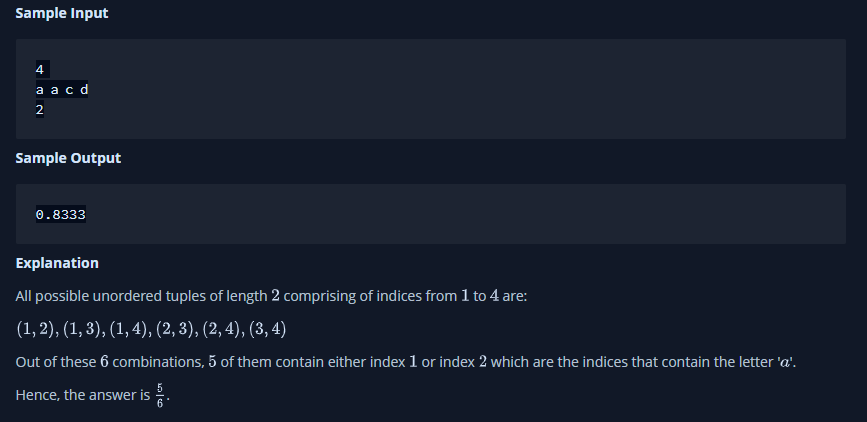 Sample Input
4
a a c d
2
Sample Output
0.8333
Explanation
All possible unordered tuples of length 2 comprising of indices from 1 to 4 are:
(1, 2), (1, 3), (1, 4), (2, 3), (2, 4), (3, 4)
Out of these 6 combinations, 5 of them contain either index 1 or index 2 which are the indices that contain the letter 'a'.
Hence, the answer is 5/6.